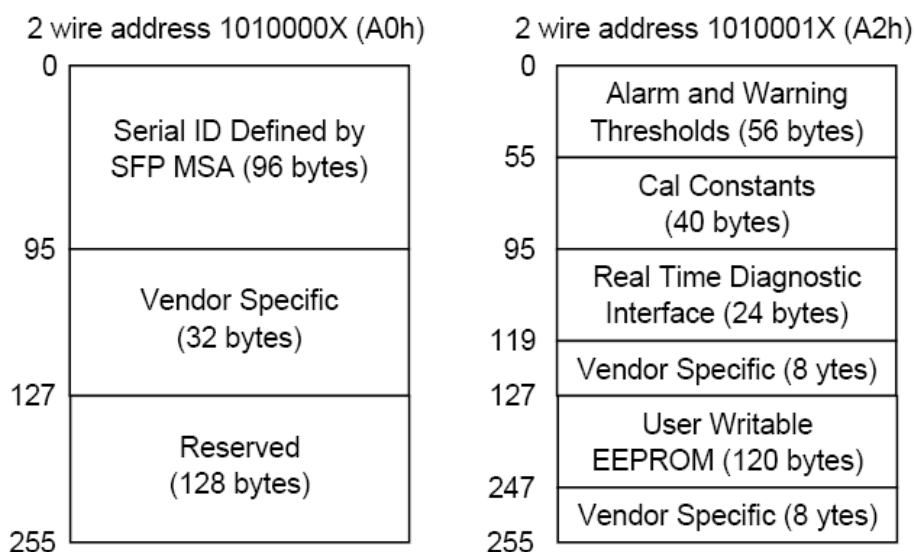 2 wire address 1010000X (A0h)
0
Serial ID Defined by
SFP MSA (96 bytes)
95
Vendor Specific
(32 bytes)
127
Reserved
(128 bytes)
255
2 wire address 1010001X (A2h)
0
Alarm and Warning
Thresholds (56 bytes)
55
Cal Constants
(40 bytes)
95
Real Time Diagnostic
Interface (24 bytes)
119
Vendor Specific (8 ytes)
127
User Writable
EEPROM (120 bytes)
247
Vendor Specific (8 ytes)
255